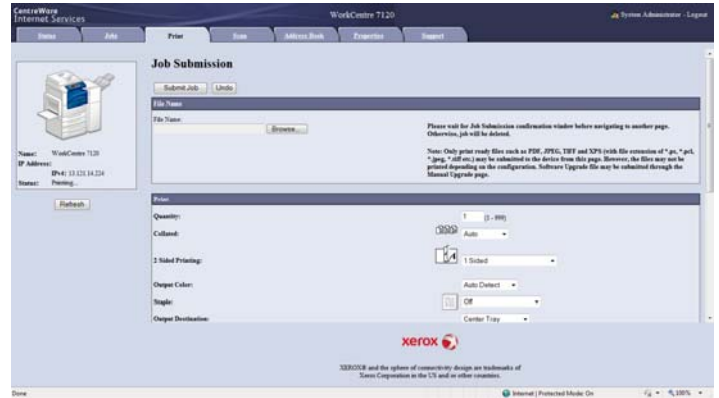 CentreWare
Internet Services
WorkCentre 7120
System Administrator - Logout
Status
Jobs
Print
Scan
Address Book
Properties
Support
Job Submission
Submit Job
Undo
File Name
File Name:
Browse...
Please wait for Job Submission confirmation window before navigating to another page.
Otherwise, job will be deleted.
Note: Only print ready files such as PDF, JPEG, TIFF and XPS (with file extension of *.ps, *.pcl,
*.jpeg, *.tiff etc.) may be submitted to the device from this page. However, the files may not be
printed depending on the configuration. Software Upgrade file may be submitted through the
Manual Upgrade page.
Name: WorkCentre 7120
IP Address:
IPv4: 13.121.14.224
Status: Printing...
Refresh
Print
Quantity: 1 (1 - 999)
Collated: Auto
2 Sided Printing: 1 Sided
Output Color: Auto Detect
Staple: Off
Output Destination: Center Tray
xerox
XEROX® and the sphere of connectivity design are trademarks of
Xerox Corporation in the US and or other countries.
Done
Internet | Protected Mode: On
100%